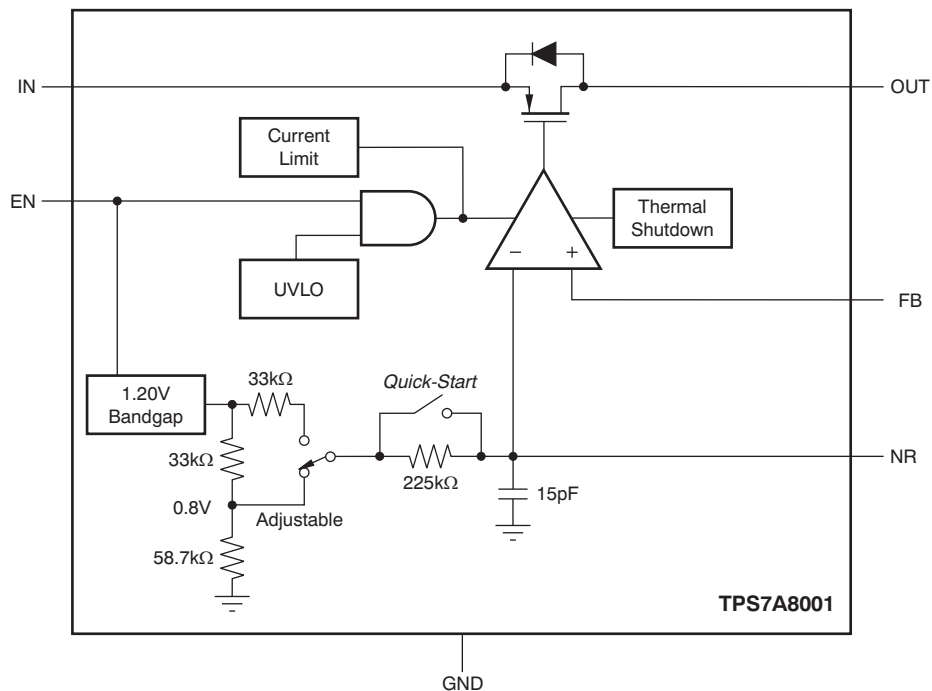 IN
OUT
Current
Limit
EN
Thermal
Shutdown
−
+
UVLO
FB
1.20V
Bandgap
33kΩ
Quick-Start
33kΩ
225kΩ
NR
0.8V
Adjustable
15pF
58.7kΩ
TPS7A8001
GND